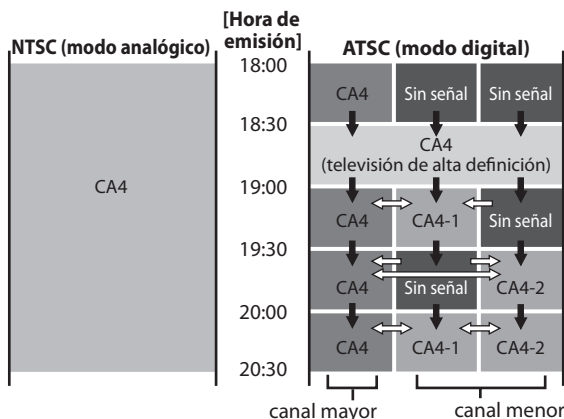 [Hora de
emisión]
NTSC (modo analógico)
ATSC (modo digital)
18:00
CA4
Sin señal
Sin señal
18:30
CA4
(televisión de alta definición)
CA4
19:00
CA4
CA4-1
Sin señal
19:30
CA4
Sin señal
CA4-2
20:00
CA4
CA4-1
CA4-2
20:30
canal mayor
canal menor